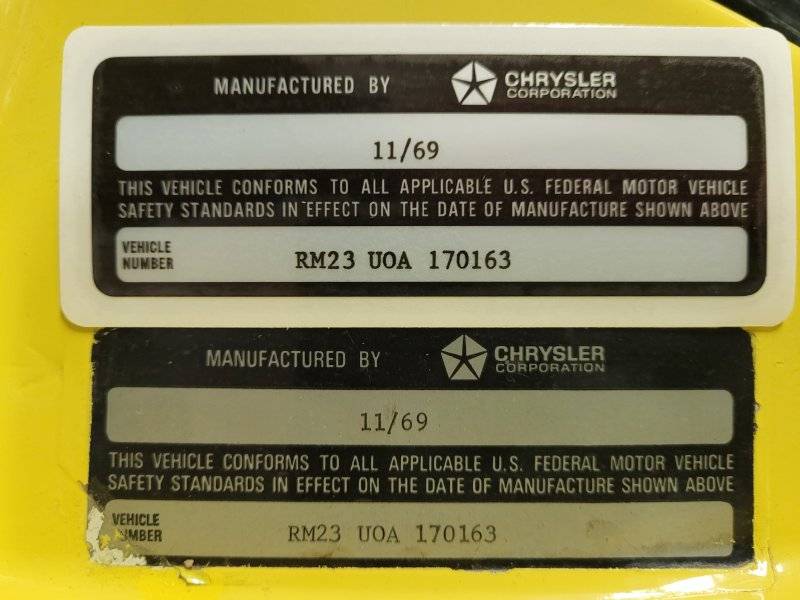 MANUFACTURED BY CHRYSLER CORPORATION
11/69
THIS VEHICLE CONFORMS TO ALL APPLICABLE U.S. FEDERAL MOTOR VEHICLE
SAFETY STANDARDS IN EFFECT ON THE DATE OF MANUFACTURE SHOWN ABOVE
VEHICLE
NUMBER RM23 UOA 170163
MANUFACTURED BY CHRYSLER CORPORATION
11/69
THIS VEHICLE CONFORMS TO ALL APPLICABLE U.S. FEDERAL MOTOR VEHICLE
SAFETY STANDARDS IN EFFECT ON THE DATE OF MANUFACTURE SHOWN ABOVE
VEHICLE
NUMBER RM23 UOA 170163